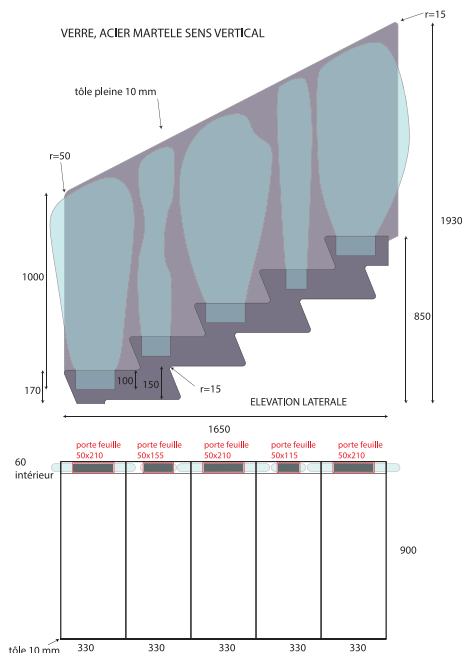 VERRE, ACIER MARTELE SENS VERTICAL
r=15
tôle pleine 10 mm
r=50
1930
1000
850
170
100
150
r=15
ELEVATION LATERALE
1650
porte feuille
50x210
porte feuille
50x155
porte feuille
50x210
porte feuille
50x115
porte feuille
50x210
60
intérieur
900
tôle 10 mm
330
330
330
330
330